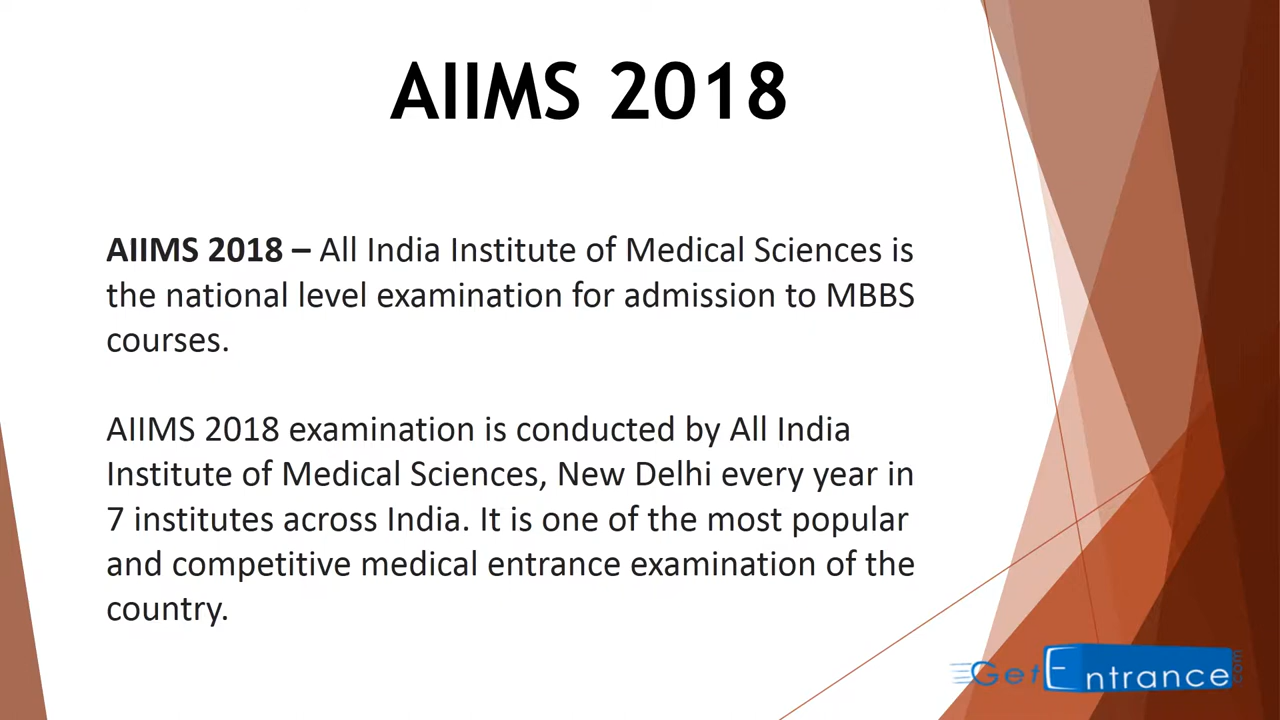 AIIMS 2018
AIIMS 2018 – All India Institute of Medical Sciences is
the national level examination for admission to MBBS
courses.
AIIMS 2018 examination is conducted by All India
Institute of Medical Sciences, New Delhi every year in
7 institutes across India. It is one of the most popular
and competitive medical entrance examination of the
country.
GetEntrance.com